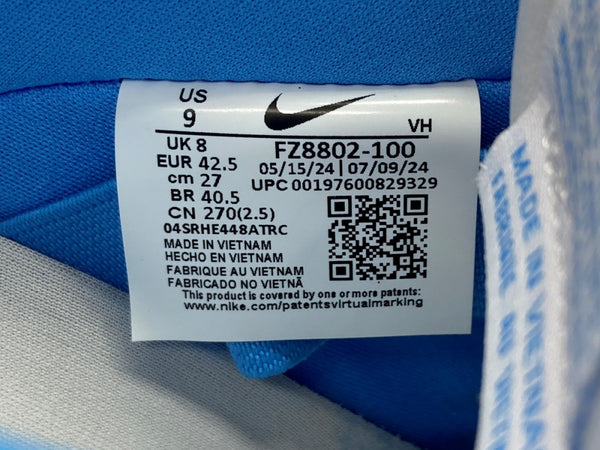 US
9
VH
UK 8
EUR 42.5
cm 27
BR 40.5
CN 270(2.5)
FZ8802-100
05/15/24 | 07/09/24
UPC 00197600829329
04SRHE448ATRC
MADE IN VIETNAM
HECHO EN VIETNAM
FABRIQUE AU VIETNAM
FABRICADO NO VIETNÃ
This product is covered by one or more patents:
www.nike.com/patentsvirtualmarking
MADE IN VIETNAM